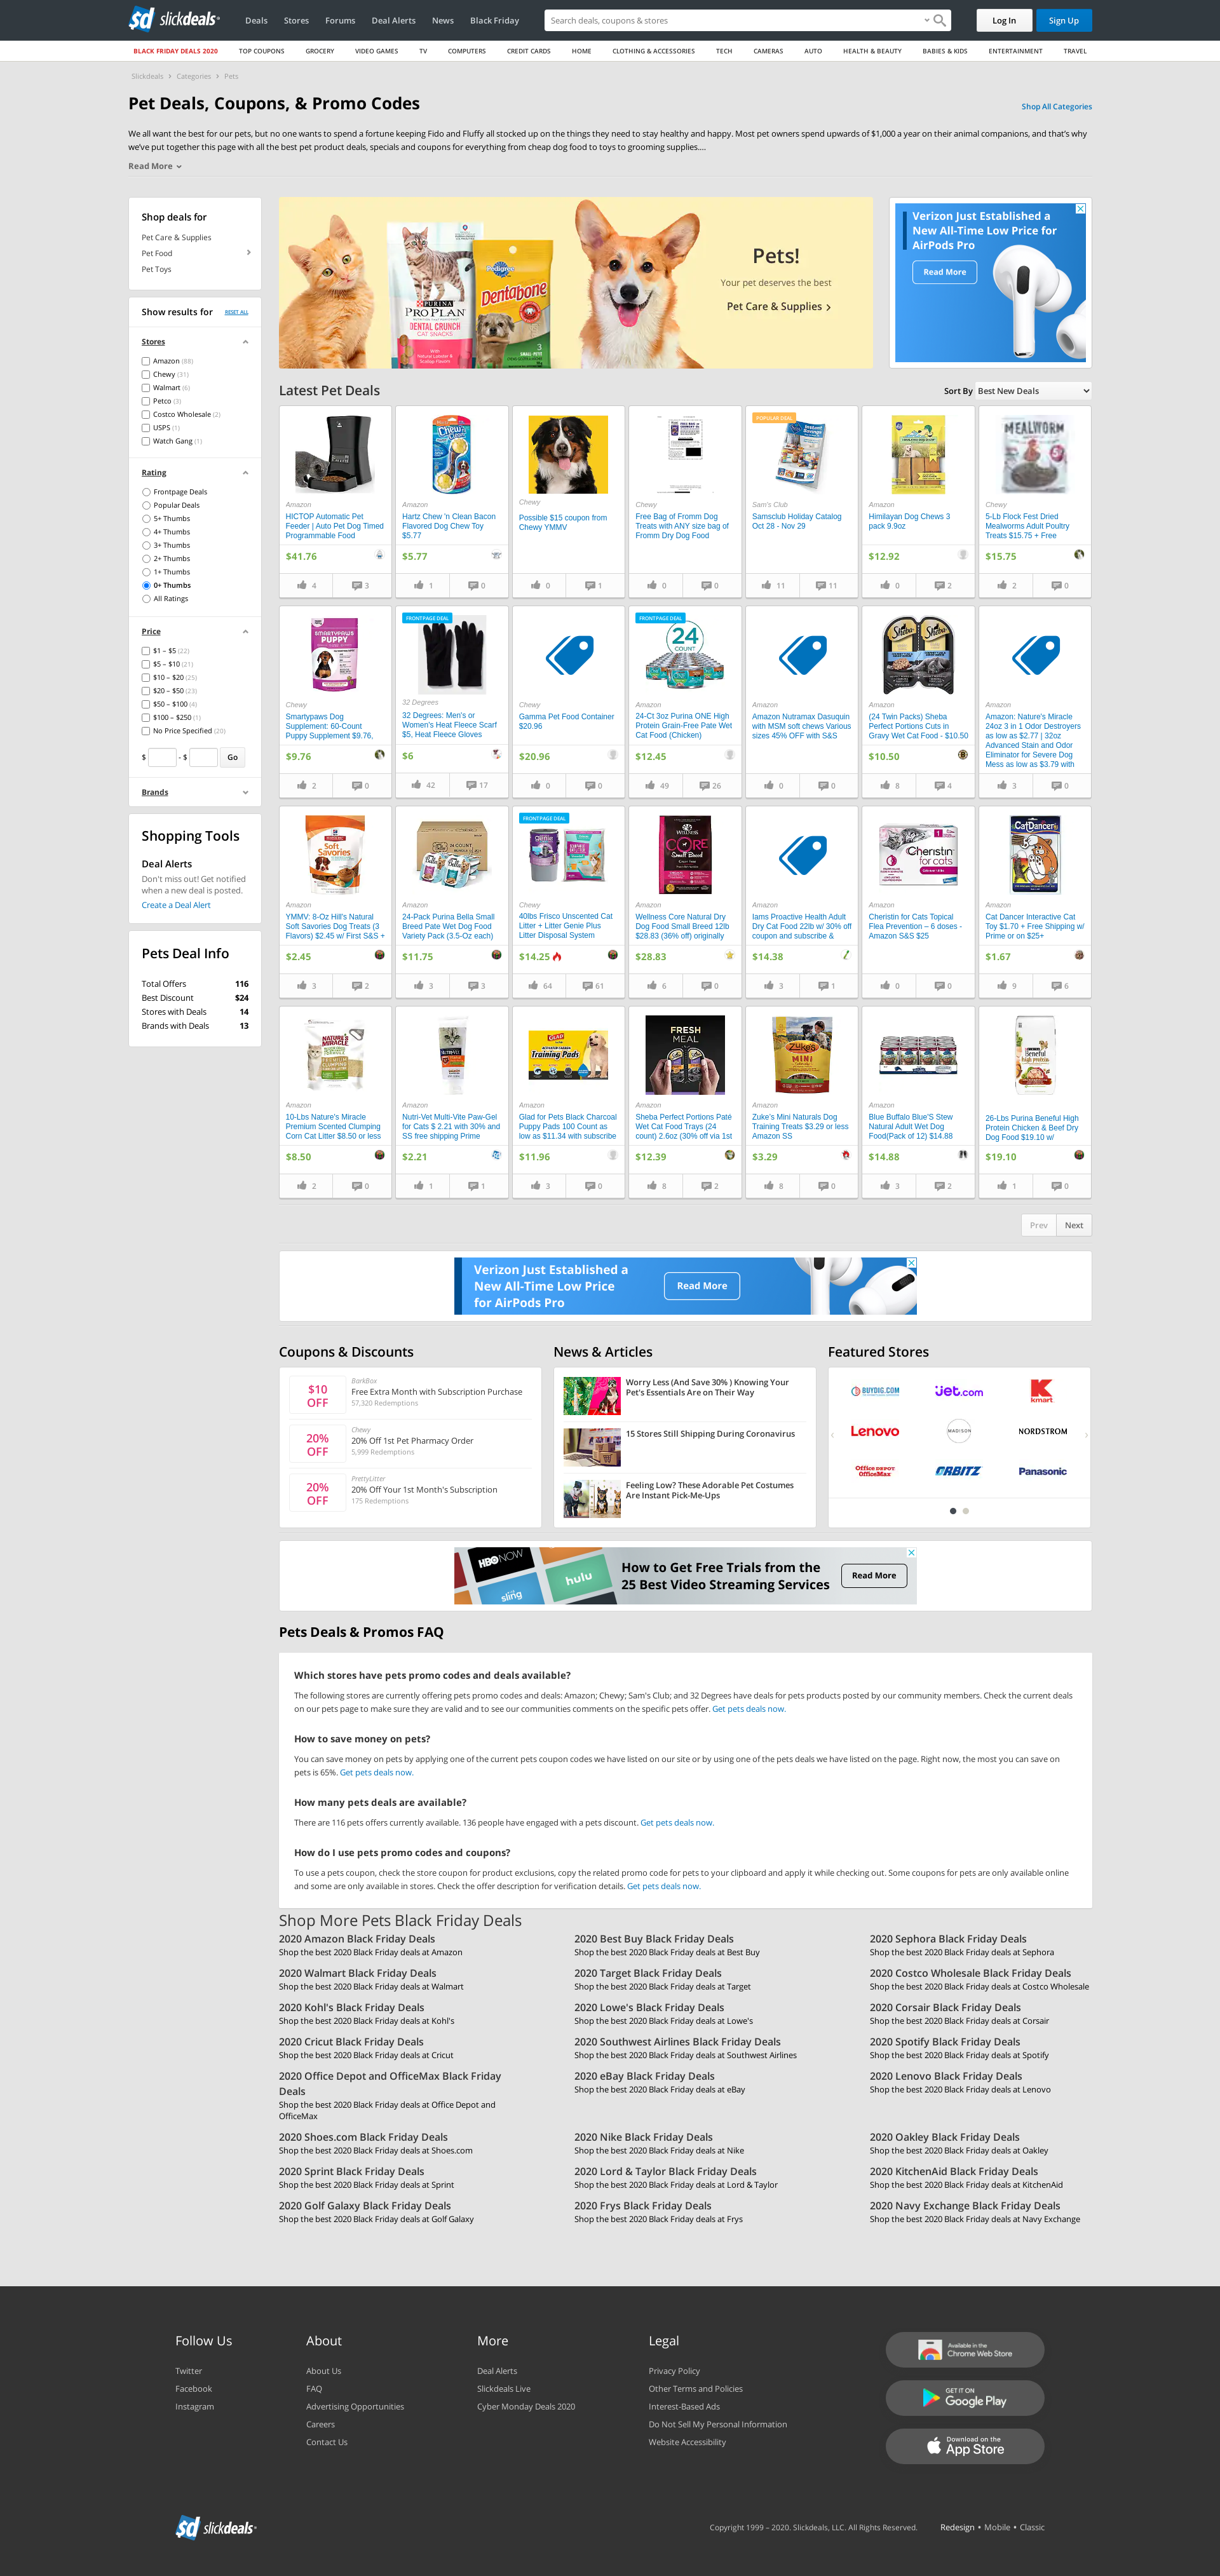 sd slickdeals
Deals Stores Forums Deal Alerts News Black Friday
Search deals, coupons & stores
Log In
Sign Up
BLACK FRIDAY DEALS 2020 TOP COUPONS GROCERY VIDEO GAMES TV COMPUTERS CREDIT CARDS HOME CLOTHING & ACCESSORIES TECH CAMERAS AUTO HEALTH & BEAUTY BABIES & KIDS ENTERTAINMENT TRAVEL
Slickdeals › Categories › Pets
Pet Deals, Coupons, & Promo Codes
Shop All Categories
We all want the best for our pets, but no one wants to spend a fortune keeping Fido and Fluffy all stocked up on the things they need to stay healthy and happy. Most pet owners spend upwards of $1,000 a year on their animal companions, and that's why
we've put together this page with all the best pet product deals, specials and coupons for everything from cheap dog food to toys to grooming supplies....
Read More
Shop deals for
Pet Care & Supplies
Pet Food
Pet Toys
Show results for RESET ALL
Stores
Amazon (88)
Chewy (31)
Walmart (6)
Petco (3)
Costco Wholesale (2)
USPS (1)
Watch Gang (1)
Rating
Frontpage Deals
Popular Deals
5+ Thumbs
4+ Thumbs
3+ Thumbs
2+ Thumbs
1+ Thumbs
0+ Thumbs
All Ratings
Price
$1 – $5 (22)
$5 – $10 (21)
$10 – $20 (25)
$20 – $50 (23)
$50 – $100 (4)
$100 – $250 (1)
No Price Specified (20)
$ - $ Go
Brands
Shopping Tools
Deal Alerts
Don't miss out! Get notified
when a new deal is posted.
Create a Deal Alert
Pets Deal Info
Total Offers 116
Best Discount $24
Stores with Deals 14
Brands with Deals 13
PURINA
PRO PLAN
DENTAL CRUNCH
CAT SNACKS
Pedigree
Dentabone
Pets!
Your pet deserves the best
Pet Care & Supplies ›
Verizon Just Established a
New All-Time Low Price for
AirPods Pro
Read More
Latest Pet Deals
Sort By Best New Deals
Amazon
HICTOP Automatic Pet
Feeder | Auto Pet Dog Timed
Programmable Food
$41.76
4 3
Amazon
Hartz Chew 'n Clean Bacon
Flavored Dog Chew Toy
$5.77
$5.77
1 0
Chewy
Possible $15 coupon from
Chewy YMMV
0 1
Chewy
Free Bag of Fromm Dog
Treats with ANY size bag of
Fromm Dry Dog Food
0 0
POPULAR DEAL
Sam's Club
Samsclub Holiday Catalog
Oct 28 - Nov 29
11 11
Amazon
Himilayan Dog Chews 3
pack 9.9oz
$12.92
0 2
MEALWORM
Chewy
5-Lb Flock Fest Dried
Mealworms Adult Poultry
Treats $15.75 + Free
$15.75
2 0
SMARTYPAWS
PUPPY
Chewy
Smartypaws Dog
Supplement: 60-Count
Puppy Supplement $9.76,
$9.76
2 0
FRONTPAGE DEAL
32 Degrees
32 Degrees: Men's or
Women's Heat Fleece Scarf
$5, Heat Fleece Gloves
$6
42 17
Chewy
Gamma Pet Food Container
$20.96
$20.96
0 0
FRONTPAGE DEAL
24
COUNT
Amazon
24-Ct 3oz Purina ONE High
Protein Grain-Free Pate Wet
Cat Food (Chicken)
$12.45
49 26
Amazon
Amazon Nutramax Dasuquin
with MSM soft chews Various
sizes 45% OFF with S&S
0 0
Sheba Sheba
Amazon
(24 Twin Packs) Sheba
Perfect Portions Cuts in
Gravy Wet Cat Food - $10.50
$10.50
8 4
Amazon
Amazon: Nature's Miracle
24oz 3 in 1 Odor Destroyers
as low as $2.77 | 32oz
Advanced Stain and Odor
Eliminator for Severe Dog
Mess as low as $3.79 with
3 0
Soft
Savories
Amazon
YMMV: 8-Oz Hill's Natural
Soft Savories Dog Treats (3
Flavors) $2.45 w/ First S&S +
$2.45
3 2
Amazon
24-Pack Purina Bella Small
Breed Pate Wet Dog Food
Variety Pack (3.5-Oz each)
$11.75
3 3
FRONTPAGE DEAL
Chewy
40lbs Frisco Unscented Cat
Litter + Litter Genie Plus
Litter Disposal System
$14.25
64 61
WELLNESS
CORE
Small Breed
Amazon
Wellness Core Natural Dry
Dog Food Small Breed 12lb
$28.83 (36% off) originally
$28.83
6 0
Amazon
Iams Proactive Health Adult
Dry Cat Food 22lb w/ 30% off
coupon and subscribe &
$14.38
3 1
Cheristin
for cats
Amazon
Cheristin for Cats Topical
Flea Prevention – 6 doses -
Amazon S&S $25
0 0
CatDancer
Amazon
Cat Dancer Interactive Cat
Toy $1.70 + Free Shipping w/
Prime or on $25+
$1.67
9 6
Amazon
10-Lbs Nature's Miracle
Premium Scented Clumping
Corn Cat Litter $8.50 or less
$8.50
2 0
Amazon
Nutri-Vet Multi-Vite Paw-Gel
for Cats $ 2.21 with 30% and
SS free shipping Prime
$2.21
1 1
GLAD
Training Pads
Amazon
Glad for Pets Black Charcoal
Puppy Pads 100 Count as
low as $11.34 with subscribe
$11.96
3 0
FRESH
MEAL
Amazon
Sheba Perfect Portions Paté
Wet Cat Food Trays (24
count) 2.6oz (30% off via 1st
$12.39
8 2
Zuke's
MINI
Amazon
Zuke's Mini Naturals Dog
Training Treats $3.29 or less
Amazon SS
$3.29
8 0
Amazon
Blue Buffalo Blue'S Stew
Natural Adult Wet Dog
Food(Pack of 12) $14.88
$14.88
3 2
Beneful
26-Lbs Purina Beneful High
Protein Chicken & Beef Dry
Dog Food $19.10 w/
$19.10
1 0
Prev Next
Verizon Just Established a
New All-Time Low Price
for AirPods Pro
Read More
Coupons & Discounts
$10
OFF
BarkBox
Free Extra Month with Subscription Purchase
57,320 Redemptions
20%
OFF
Chewy
20% Off 1st Pet Pharmacy Order
5,999 Redemptions
20%
OFF
PrettyLitter
20% Off Your 1st Month's Subscription
175 Redemptions
News & Articles
Worry Less (And Save 30% ) Knowing Your
Pet's Essentials Are on Their Way
15 Stores Still Shipping During Coronavirus
Feeling Low? These Adorable Pet Costumes
Are Instant Pick-Me-Ups
Featured Stores
BUYDIG.COM Jet.com Kmart
Lenovo MADISON NORDSTROM
Office DEPOT OfficeMax ORBITZ Panasonic
HBO NOW
sling
hulu
How to Get Free Trials from the
25 Best Video Streaming Services
Read More
Pets Deals & Promos FAQ
Which stores have pets promo codes and deals available?
The following stores are currently offering pets promo codes and deals: Amazon; Chewy; Sam's Club; and 32 Degrees have deals for pets products posted by our community members. Check the current deals
on our pets page to make sure they are valid and to see our communities comments on the specific pets offer. Get pets deals now.
How to save money on pets?
You can save money on pets by applying one of the current pets coupon codes we have listed on our site or by using one of the pets deals we have listed on the page. Right now, the most you can save on
pets is 65%. Get pets deals now.
How many pets deals are available?
There are 116 pets offers currently available. 136 people have engaged with a pets discount. Get pets deals now.
How do I use pets promo codes and coupons?
To use a pets coupon, check the store coupon for product exclusions, copy the related promo code for pets to your clipboard and apply it while checking out. Some coupons for pets are only available online
and some are only available in stores. Check the offer description for verification details. Get pets deals now.
Shop More Pets Black Friday Deals
2020 Amazon Black Friday Deals
Shop the best 2020 Black Friday deals at Amazon
2020 Best Buy Black Friday Deals
Shop the best 2020 Black Friday deals at Best Buy
2020 Sephora Black Friday Deals
Shop the best 2020 Black Friday deals at Sephora
2020 Walmart Black Friday Deals
Shop the best 2020 Black Friday deals at Walmart
2020 Target Black Friday Deals
Shop the best 2020 Black Friday deals at Target
2020 Costco Wholesale Black Friday Deals
Shop the best 2020 Black Friday deals at Costco Wholesale
2020 Kohl's Black Friday Deals
Shop the best 2020 Black Friday deals at Kohl's
2020 Lowe's Black Friday Deals
Shop the best 2020 Black Friday deals at Lowe's
2020 Corsair Black Friday Deals
Shop the best 2020 Black Friday deals at Corsair
2020 Cricut Black Friday Deals
Shop the best 2020 Black Friday deals at Cricut
2020 Southwest Airlines Black Friday Deals
Shop the best 2020 Black Friday deals at Southwest Airlines
2020 Spotify Black Friday Deals
Shop the best 2020 Black Friday deals at Spotify
2020 Office Depot and OfficeMax Black Friday
Deals
Shop the best 2020 Black Friday deals at Office Depot and
OfficeMax
2020 eBay Black Friday Deals
Shop the best 2020 Black Friday deals at eBay
2020 Lenovo Black Friday Deals
Shop the best 2020 Black Friday deals at Lenovo
2020 Shoes.com Black Friday Deals
Shop the best 2020 Black Friday deals at Shoes.com
2020 Nike Black Friday Deals
Shop the best 2020 Black Friday deals at Nike
2020 Oakley Black Friday Deals
Shop the best 2020 Black Friday deals at Oakley
2020 Sprint Black Friday Deals
Shop the best 2020 Black Friday deals at Sprint
2020 Lord & Taylor Black Friday Deals
Shop the best 2020 Black Friday deals at Lord & Taylor
2020 KitchenAid Black Friday Deals
Shop the best 2020 Black Friday deals at KitchenAid
2020 Golf Galaxy Black Friday Deals
Shop the best 2020 Black Friday deals at Golf Galaxy
2020 Frys Black Friday Deals
Shop the best 2020 Black Friday deals at Frys
2020 Navy Exchange Black Friday Deals
Shop the best 2020 Black Friday deals at Navy Exchange
Follow Us
Twitter
Facebook
Instagram
About
About Us
FAQ
Advertising Opportunities
Careers
Contact Us
More
Deal Alerts
Slickdeals Live
Cyber Monday Deals 2020
Legal
Privacy Policy
Other Terms and Policies
Interest-Based Ads
Do Not Sell My Personal Information
Website Accessibility
Available in the
Chrome Web Store
GET IT ON
Google Play
Download on the
App Store
sd slickdeals
Copyright 1999 – 2020. Slickdeals, LLC. All Rights Reserved. Redesign • Mobile • Classic